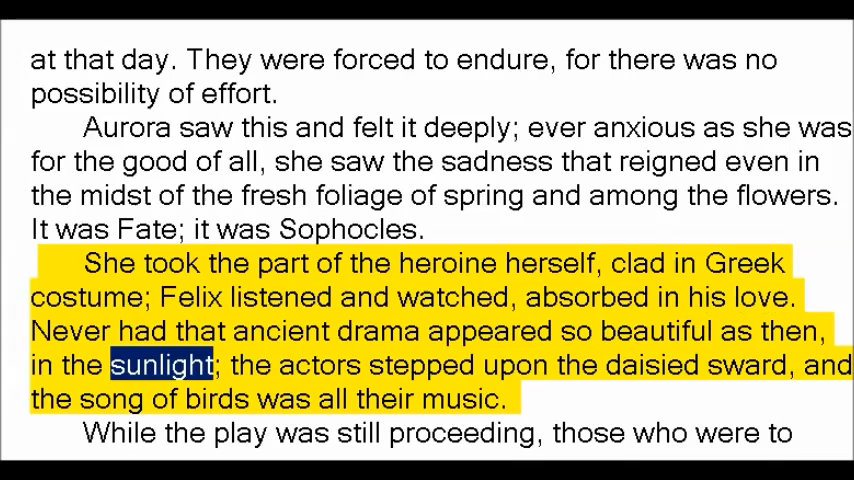 at that day. They were forced to endure, for there was no
possibility of effort.
Aurora saw this and felt it deeply; ever anxious as she was
for the good of all, she saw the sadness that reigned even in
the midst of the fresh foliage of spring and among the flowers.
It was Fate; it was Sophocles.
She took the part of the heroine herself, clad in Greek
costume; Felix listened and watched, absorbed in his love.
Never had that ancient drama appeared so beautiful as then,
in the sunlight; the actors stepped upon the daisied sward, and
the song of birds was all their music.
While the play was still proceeding, those who were to